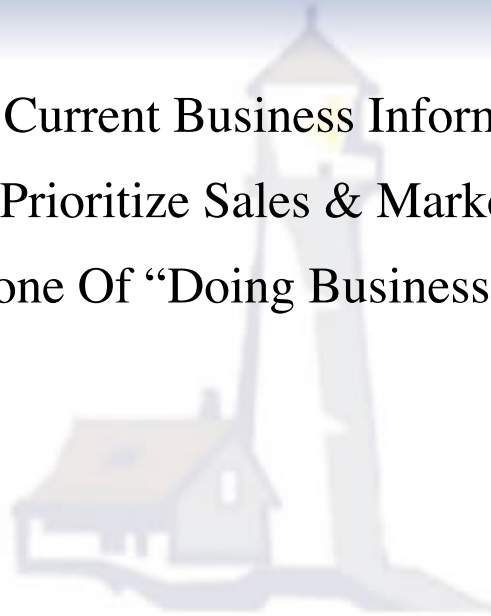 Current Business Inform
Prioritize Sales & Mark
one Of “Doing Business